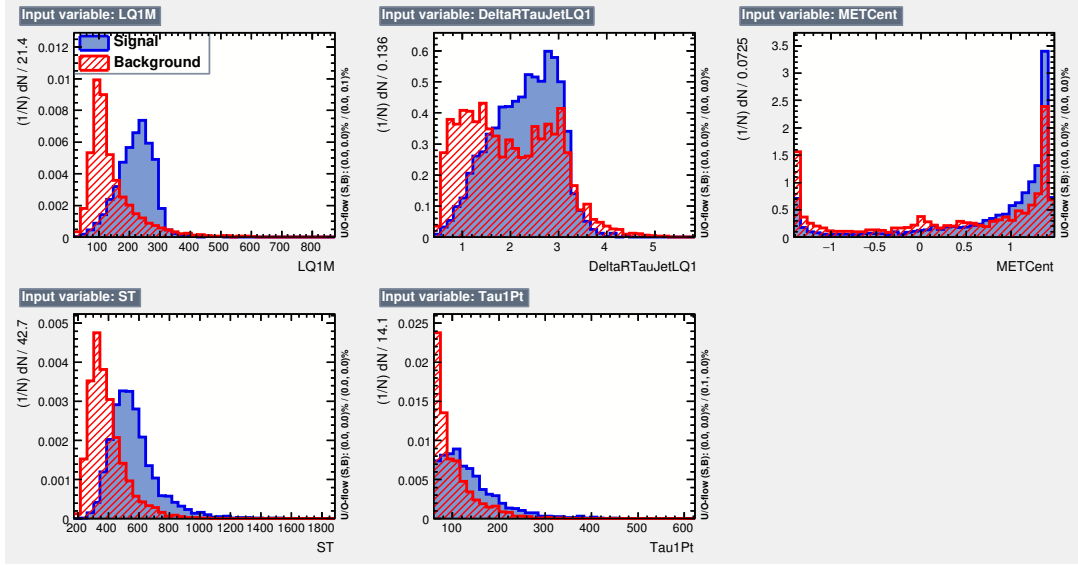 Input variable: LQ1M
(1/N) dN / 21.4
0.012
0.01
0.008
0.006
0.004
0.002
0
Signal
Background
100 200 300 400 500 600 700 800
LQ1M
U/O-flow (S,B): (0.0, 0.0)% / (0.0, 0.1)%
Input variable: DeltaRTauJetLQ1
(1/N) dN / 0.136
0.6
0.5
0.4
0.3
0.2
0.1
0
1 2 3 4 5
DeltaRTauJetLQ1
U/O-flow (S,B): (0.0, 0.0)% / (0.0, 0.0)%
Input variable: METCent
(1/N) dN / 0.0725
3.5
3
2.5
2
1.5
1
0.5
0
−1 −0.5 0 0.5 1
METCent
U/O-flow (S,B): (0.0, 0.0)% / (0.0, 0.0)%
Input variable: ST
(1/N) dN / 42.7
0.005
0.004
0.003
0.002
0.001
0
200 400 600 800 1000 1200 1400 1600 1800
ST
U/O-flow (S,B): (0.0, 0.0)% / (0.0, 0.0)%
Input variable: Tau1Pt
(1/N) dN / 14.1
0.025
0.02
0.015
0.01
0.005
0
100 200 300 400 500 600
Tau1Pt
U/O-flow (S,B): (0.0, 0.0)% / (0.1, 0.0)%